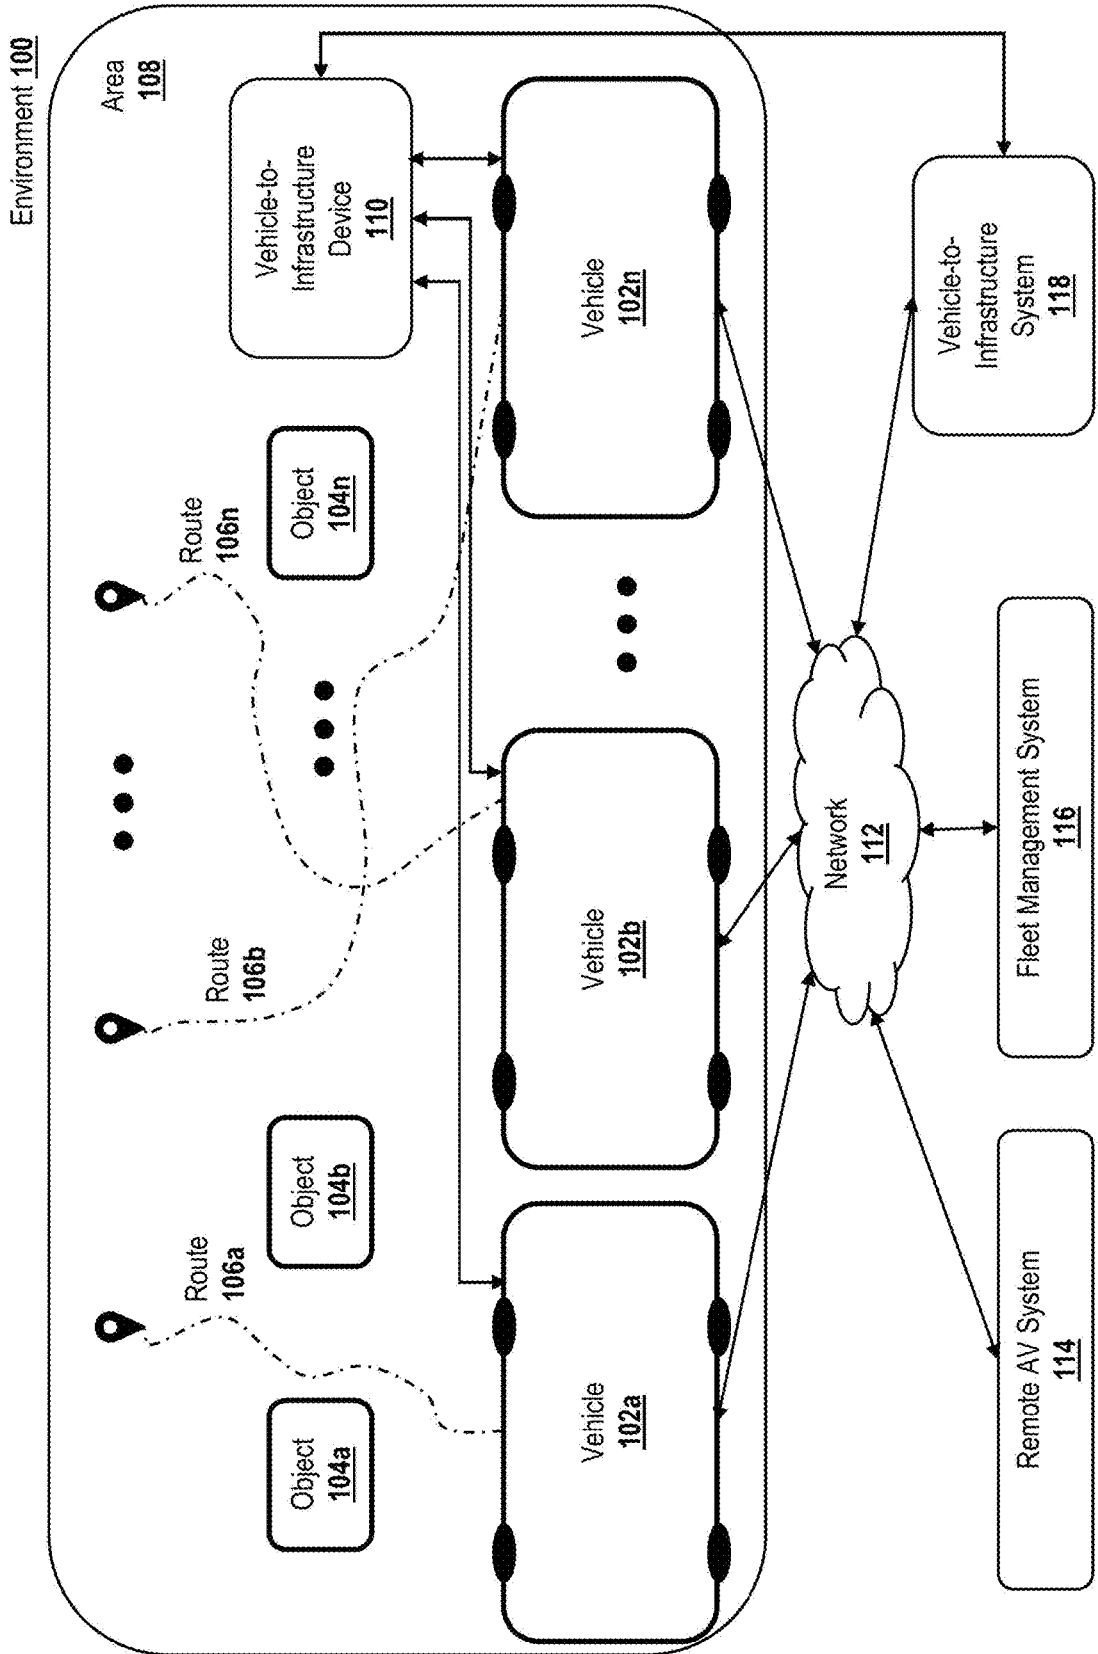 Environment 100
Area
108
Route
106a
Route
106b
Route
106n
Object
104a
Object
104b
Object
104n
Vehicle-to-
Infrastructure
Device
110
Vehicle
102a
Vehicle
102b
Vehicle
102n
Network
112
Remote AV System
114
Fleet Management System
116
Vehicle-to-
Infrastructure
System
118